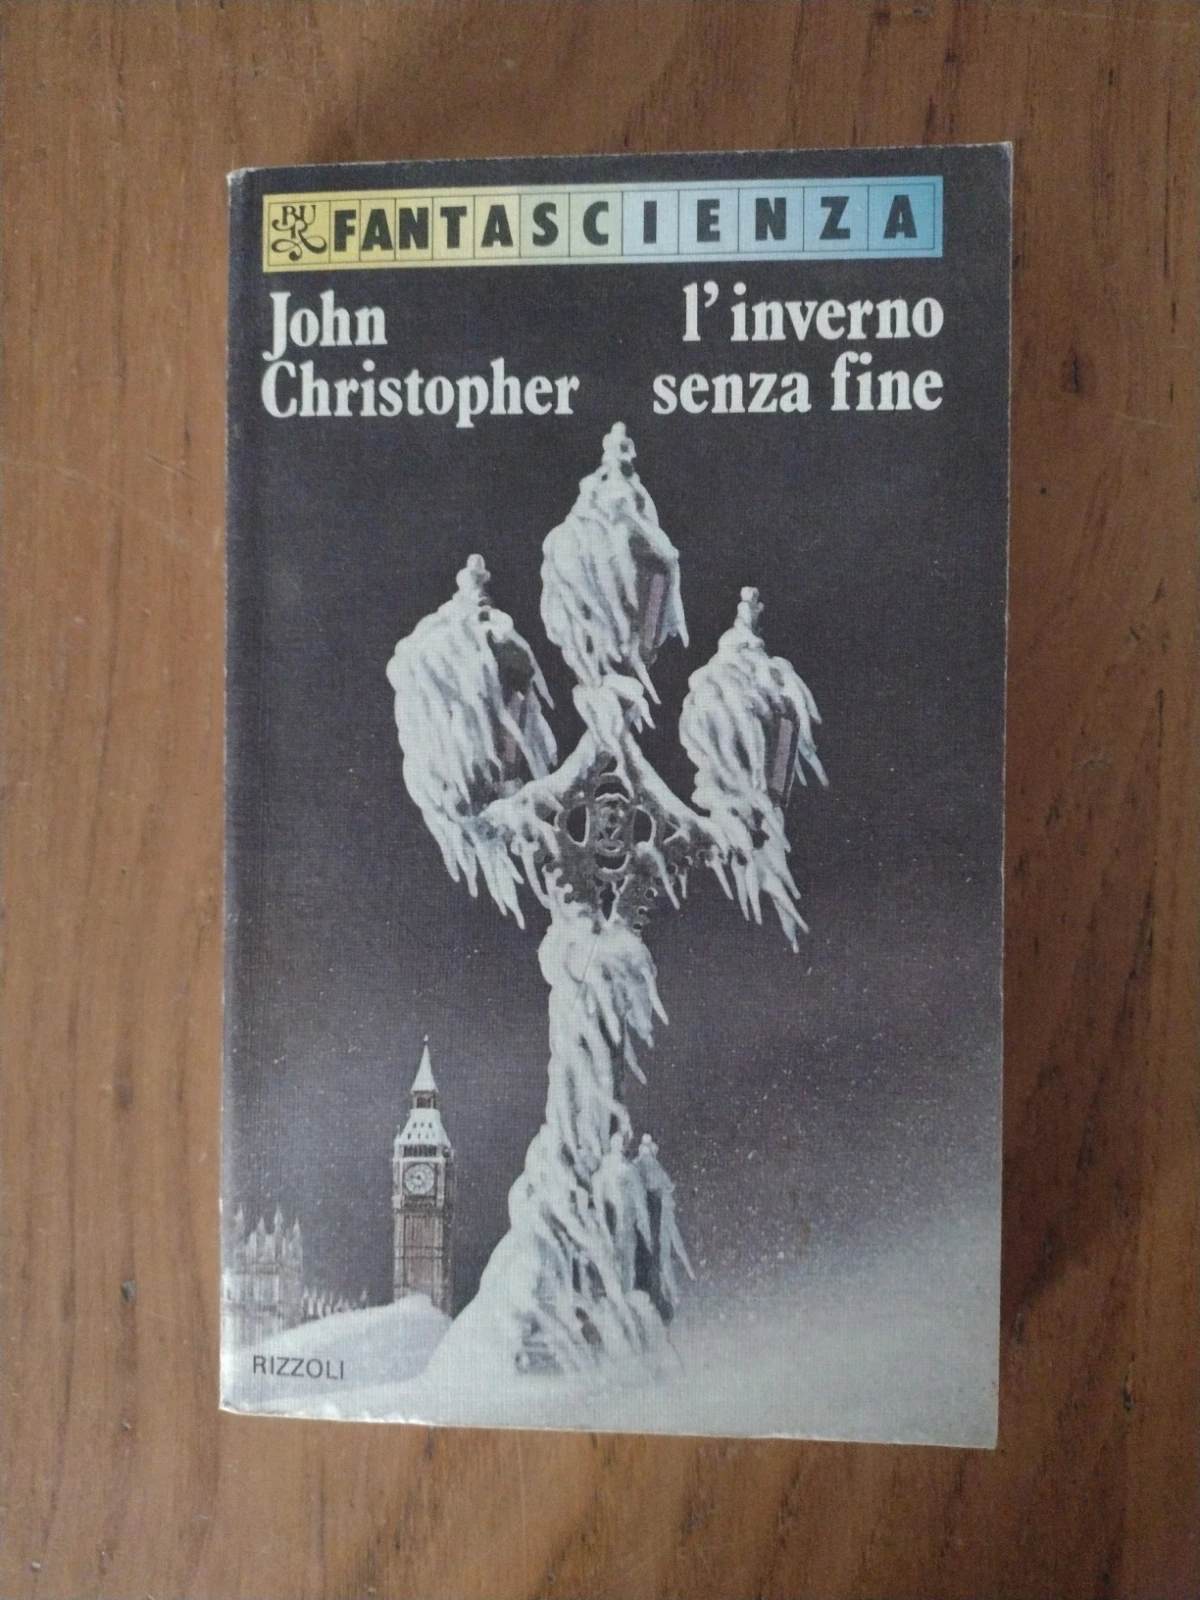 BUR FANTASCIENZA
John Christopher
l'inverno senza fine
RIZZOLI